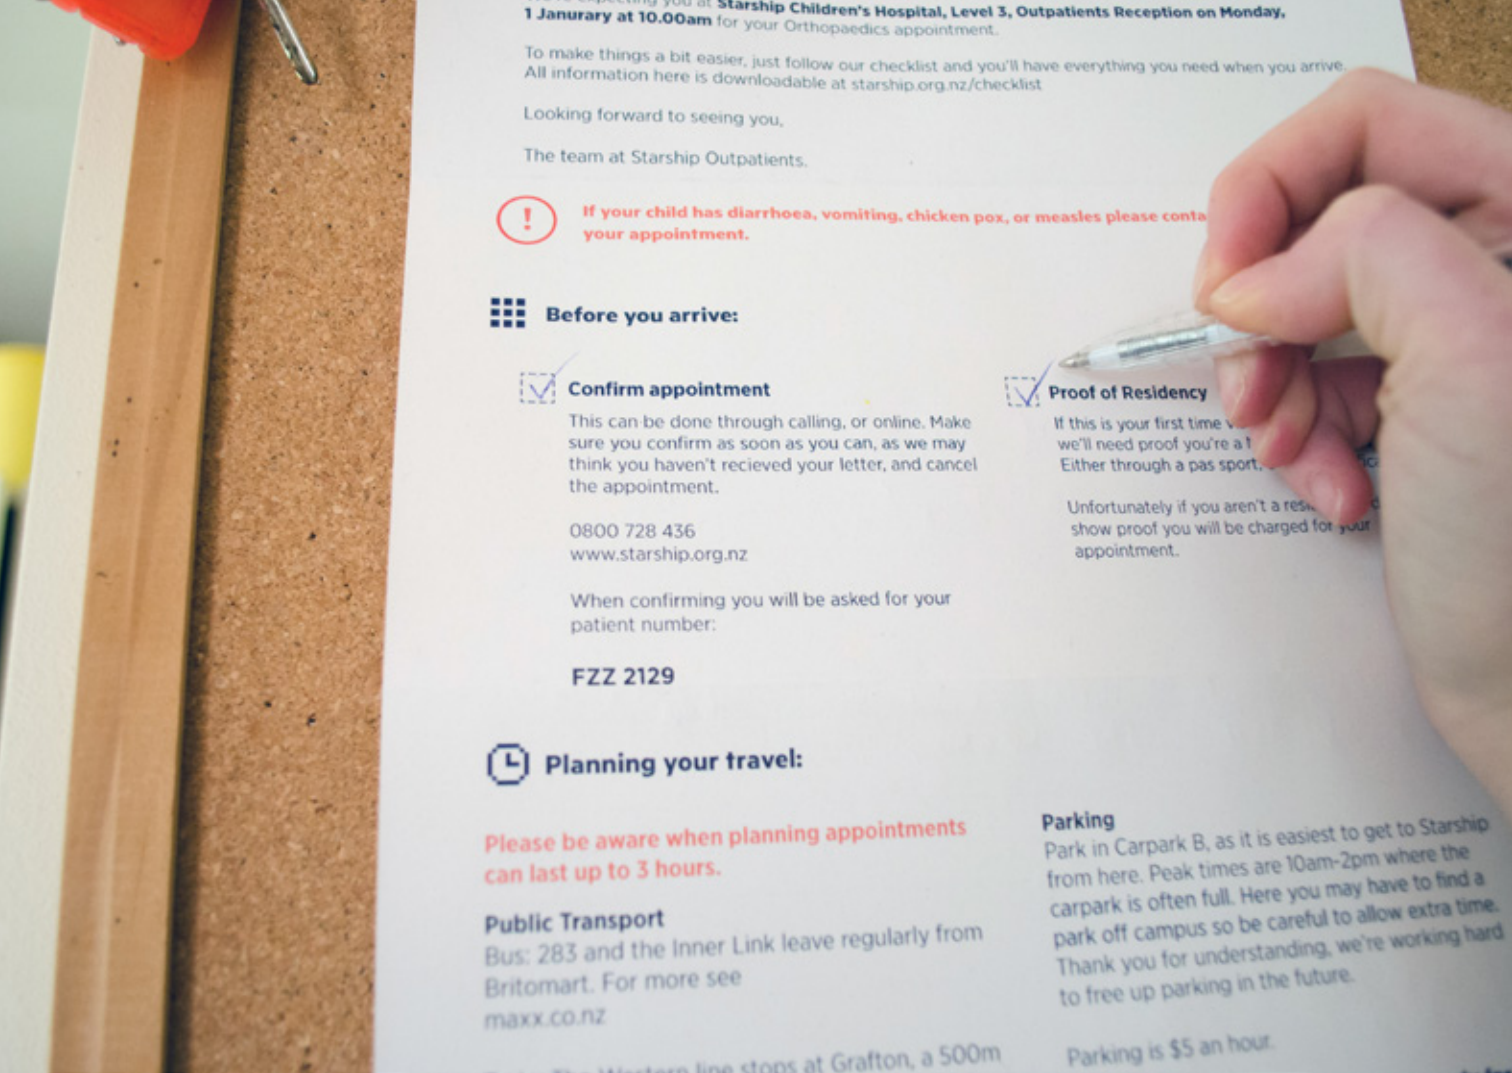 you at Starship Children's Hospital, Level 3, Outpatients Reception on Monday,
1 Janurary at 10.00am for your Orthopaedics appointment.
To make things a bit easier, just follow our checklist and you'll have everything you need when you arrive.
All information here is downloadable at starship.org.nz/checklist
Looking forward to seeing you,
The team at Starship Outpatients.
!
If your child has diarrhoea, vomiting, chicken pox, or measles please conta
your appointment.
Before you arrive:
Confirm appointment
This can be done through calling, or online. Make
sure you confirm as soon as you can, as we may
think you haven't recieved your letter, and cancel
the appointment.
0800 728 436
www.starship.org.nz
When confirming you will be asked for your
patient number:
FZZ 2129
Proof of Residency
If this is your first time
we'll need proof you're a
Either through a pas sport,
Unfortunately if you aren't a
show proof you will be charged for your
appointment.
Planning your travel:
Please be aware when planning appointments
can last up to 3 hours.
Public Transport
Bus: 283 and the Inner Link leave regularly from
Britomart. For more see
maxx.co.nz
line stops at Grafton, a 500m
Parking
Park in Carpark B, as it is easiest to get to Starship
from here. Peak times are 10am-2pm where the
carpark is often full. Here you may have to find a
park off campus so be careful to allow extra time.
Thank you for understanding, we're working hard
to free up parking in the future.
Parking is $5 an hour.